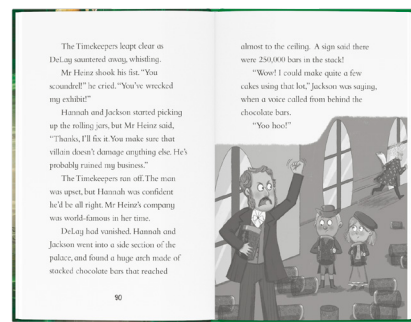 The Timekeepers leapt clear as
DeLay sauntered away, whistling.
Mr Heinz shook his fist. “You
scoundrel!” he cried. “You’ve wrecked
my exhibit!”
Hannah and Jackson started picking
up the rolling jars, but Mr Heinz said,
“Thanks, I’ll fix it. You make sure that
villain doesn’t damage anything else. He’s
probably ruined my business.”
The Timekeepers ran off. The man
was upset, but Hannah was confident
he’d be all right. Mr Heinz’s company
was world-famous in her time.
DeLay had vanished. Hannah and
Jackson went into a side section of the
palace, and found a huge arch made of
stacked chocolate bars that reached
90
almost to the ceiling. A sign said there
were 250,000 bars in the stack!
“Wow! I could make quite a few
cakes using that lot,” Jackson was saying,
when a voice called from behind the
chocolate bars.
“Yoo hoo!”